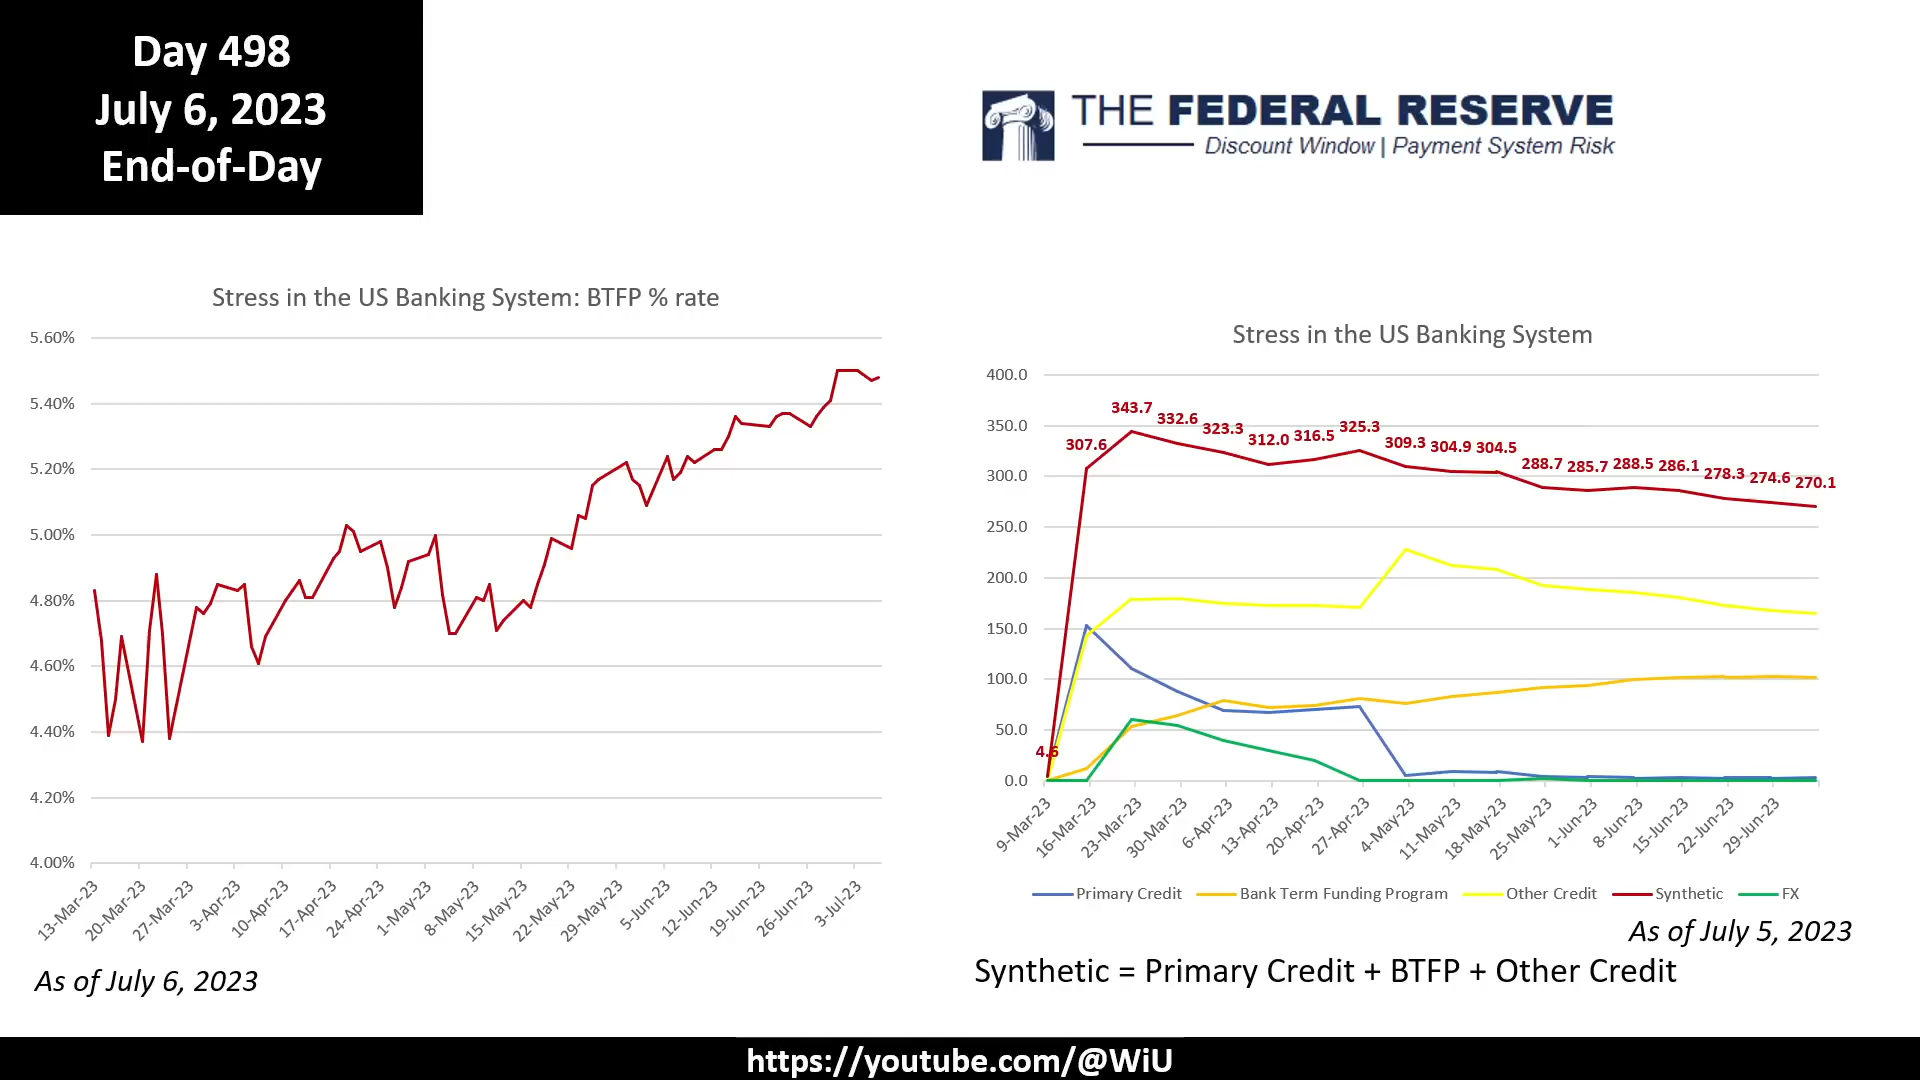 Day 498
July 6, 2023
End-of-Day
THE FEDERAL RESERVE
Discount Window | Payment System Risk
Stress in the US Banking System: BTFP % rate
5.60%
5.40%
5.20%
5.00%
4.80%
4.60%
4.40%
4.20%
4.00%
13-Mar-23
20-Mar-23
27-Mar-23
3-Apr-23
10-Apr-23
17-Apr-23
24-Apr-23
1-May-23
8-May-23
15-May-23
22-May-23
29-May-23
5-Jun-23
12-Jun-23
19-Jun-23
26-Jun-23
3-Jul-23
As of July 6, 2023
Stress in the US Banking System
400.0
350.0
300.0
250.0
200.0
150.0
100.0
50.0
0.0
4.6
307.6
343.7
332.6
323.3
312.0
316.5
325.3
309.3
304.9
304.5
288.7
285.7
288.5
286.1
278.3
274.6
270.1
9-Mar-23
16-Mar-23
23-Mar-23
30-Mar-23
6-Apr-23
13-Apr-23
20-Apr-23
27-Apr-23
4-May-23
11-May-23
18-May-23
25-May-23
1-Jun-23
8-Jun-23
15-Jun-23
22-Jun-23
29-Jun-23
Primary Credit Bank Term Funding Program Other Credit Synthetic FX
As of July 5, 2023
Synthetic = Primary Credit + BTFP + Other Credit
https://youtube.com/@WiU